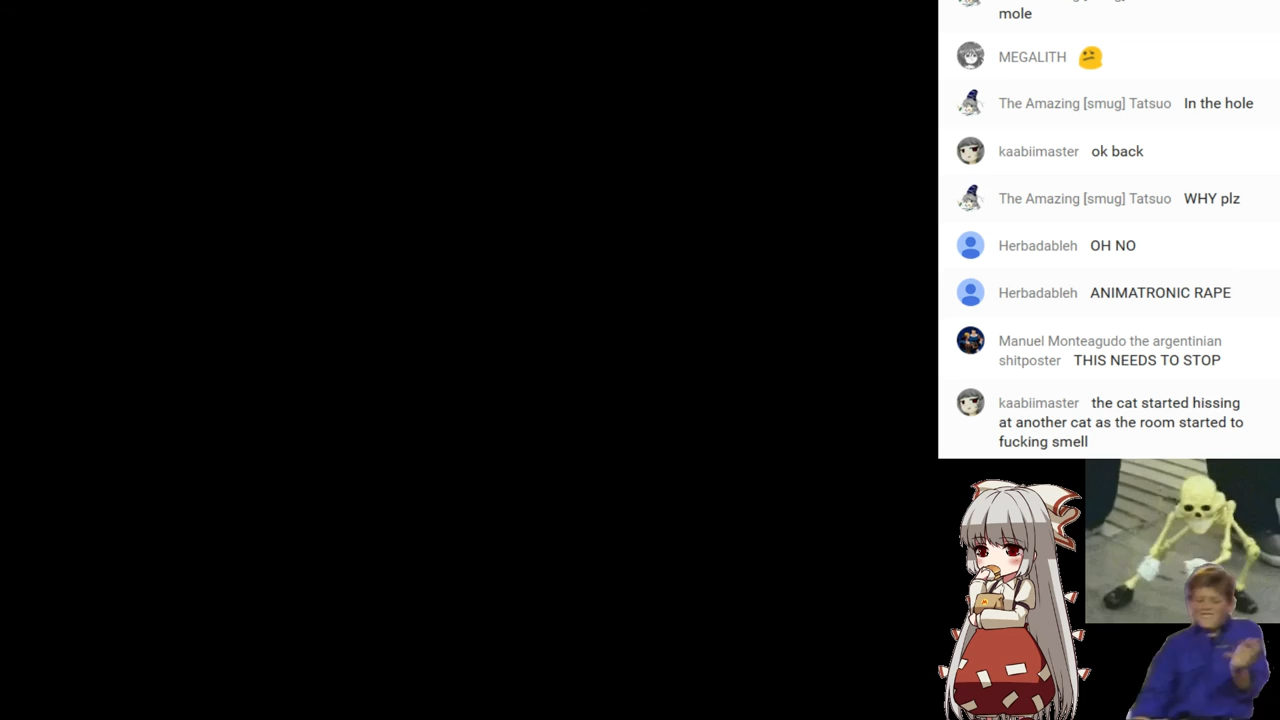 mole
MEGALITH
The Amazing [smug] Tatsuo In the hole
kaabiimaster ok back
The Amazing [smug] Tatsuo WHY plz
Herbadableh OH NO
Herbadableh ANIMATRONIC RAPE
Manuel Monteagudo the argentinian
shitposter THIS NEEDS TO STOP
kaabiimaster the cat started hissing
at another cat as the room started to
fucking smell